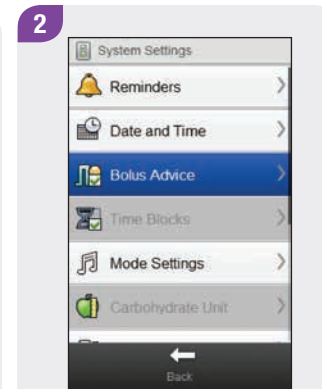 2
System Settings
Reminders
Date and Time
Bolus Advice
Time Blocks
Mode Settings
Carbohydrate Unit
Back